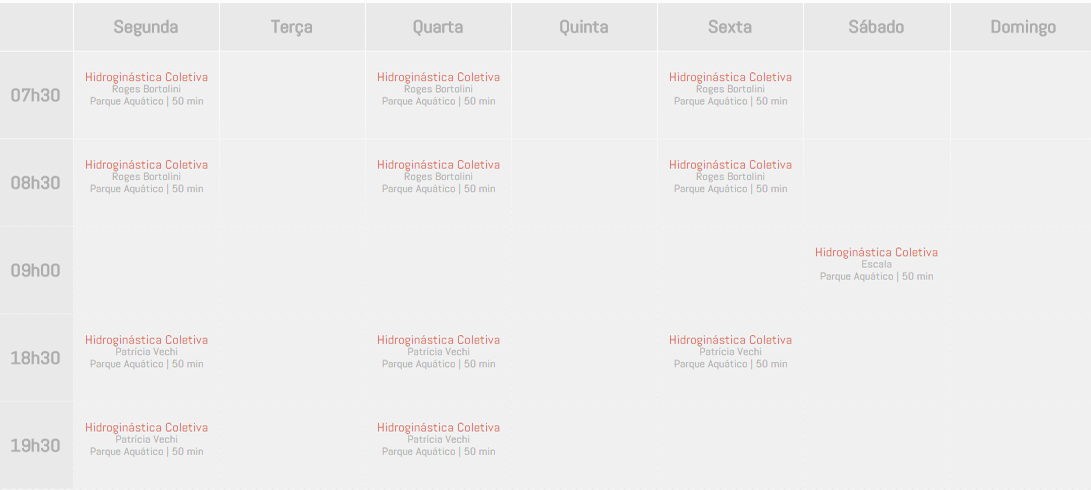 Segunda Terça Quarta Quinta Sexta Sábado Domingo
07h30
Hidroginástica Coletiva
Roges Bortolini
Parque Aquático | 50 min
Hidroginástica Coletiva
Roges Bortolini
Parque Aquático | 50 min
Hidroginástica Coletiva
Roges Bortolini
Parque Aquático | 50 min
08h30
Hidroginástica Coletiva
Roges Bortolini
Parque Aquático | 50 min
Hidroginástica Coletiva
Roges Bortolini
Parque Aquático | 50 min
Hidroginástica Coletiva
Roges Bortolini
Parque Aquático | 50 min
09h00
Hidroginástica Coletiva
Escala
Parque Aquático | 50 min
18h30
Hidroginástica Coletiva
Patrícia Vechi
Parque Aquático | 50 min
Hidroginástica Coletiva
Patrícia Vechi
Parque Aquático | 50 min
Hidroginástica Coletiva
Patrícia Vechi
Parque Aquático | 50 min
19h30
Hidroginástica Coletiva
Patrícia Vechi
Parque Aquático | 50 min
Hidroginástica Coletiva
Patrícia Vechi
Parque Aquático | 50 min